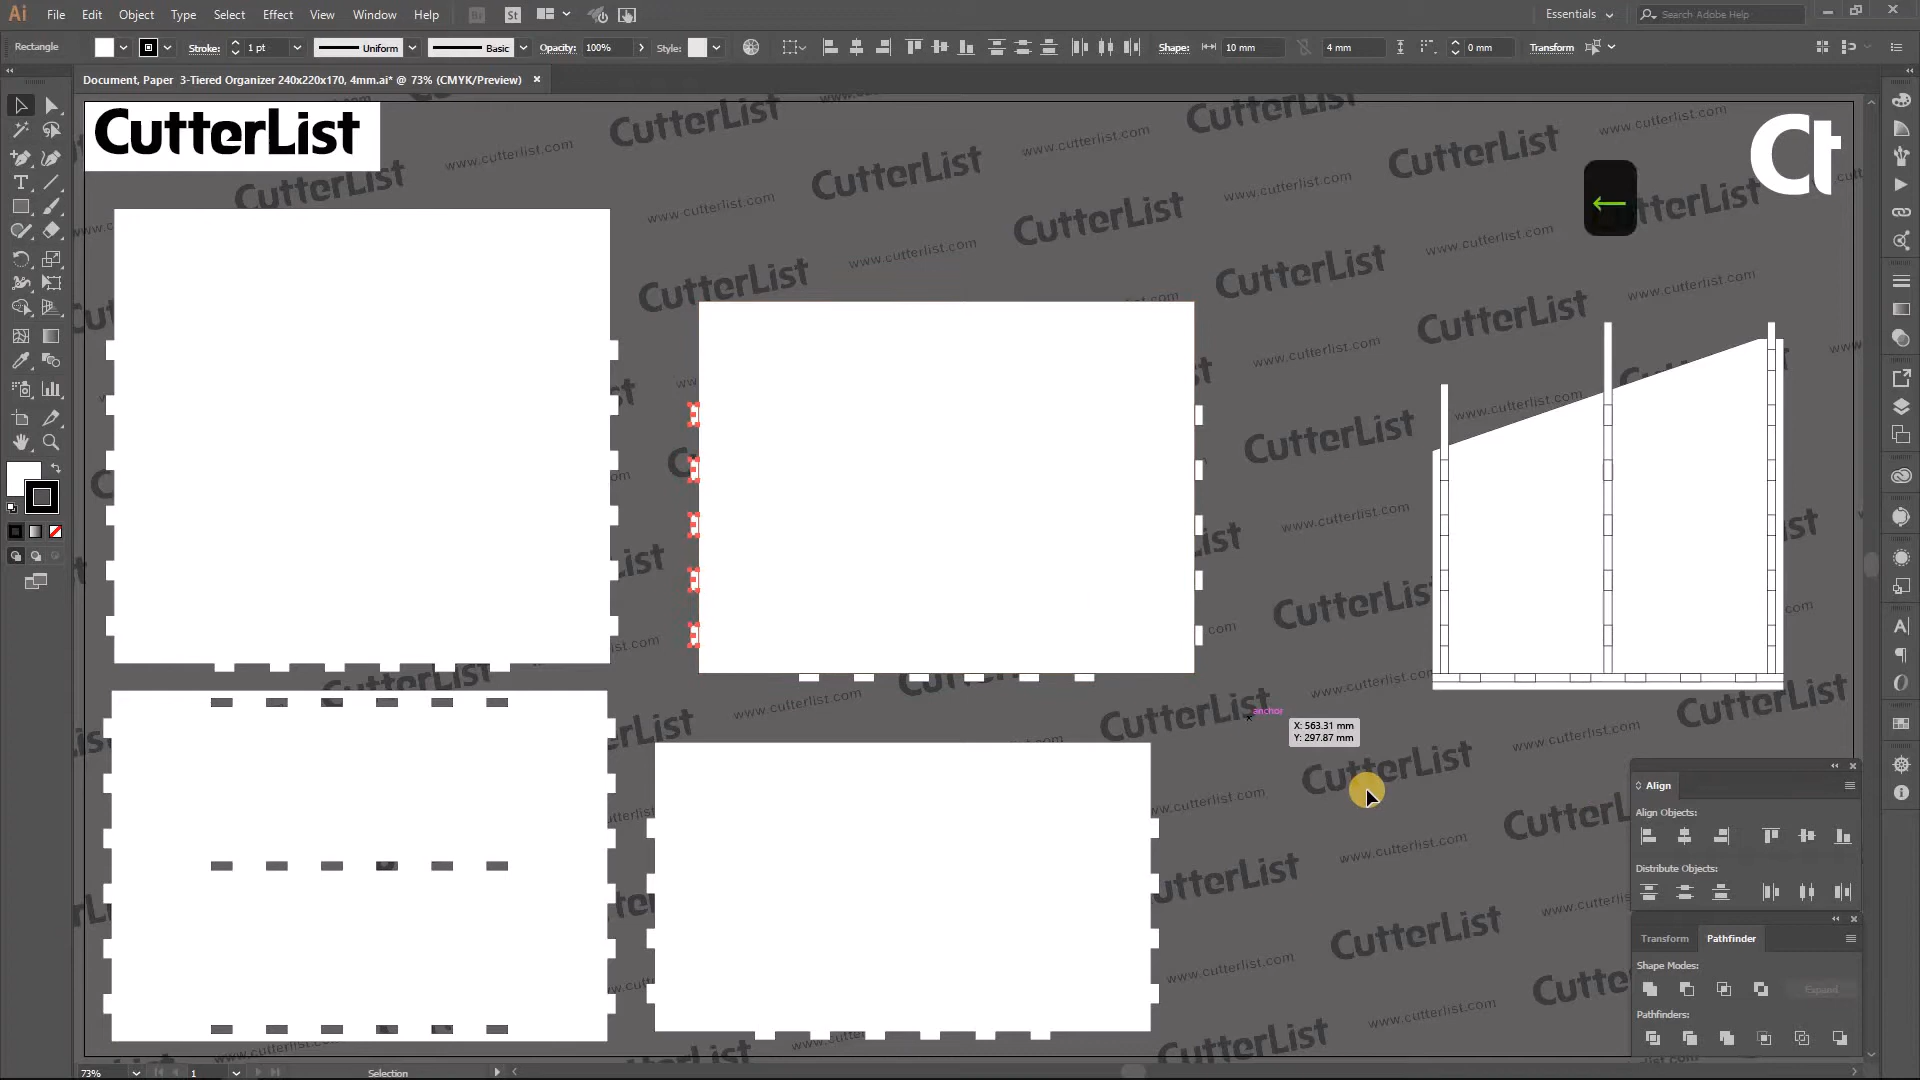 Ai File Edit Object Type Select Effect View Window Help Br St Essentials Search Adobe Help
Rectangle Stroke: 1 pt Uniform Basic Opacity: 100% Style: Shape: 10 mm 4 mm 0 mm Transform
Document, Paper 3-Tiered Organizer 240x220x170, 4mm.ai* @ 73% (CMYK/Preview)
CutterList
Ct
←
anchor
X: 563.31 mm
Y: 297.87 mm
CutterList
www.cutterlist.com
Align
Align Objects:
Distribute Objects:
Transform Pathfinder
Shape Modes:
Expand
Pathfinders:
73% 1 Selection